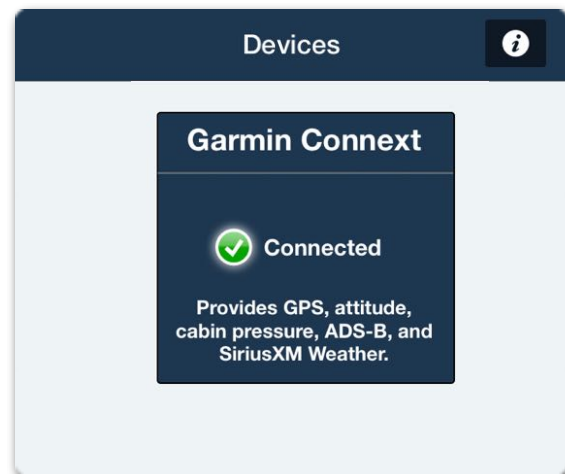 Devices
Garmin Connext
Connected
Provides GPS, attitude,
cabin pressure, ADS-B, and
SiriusXM Weather.